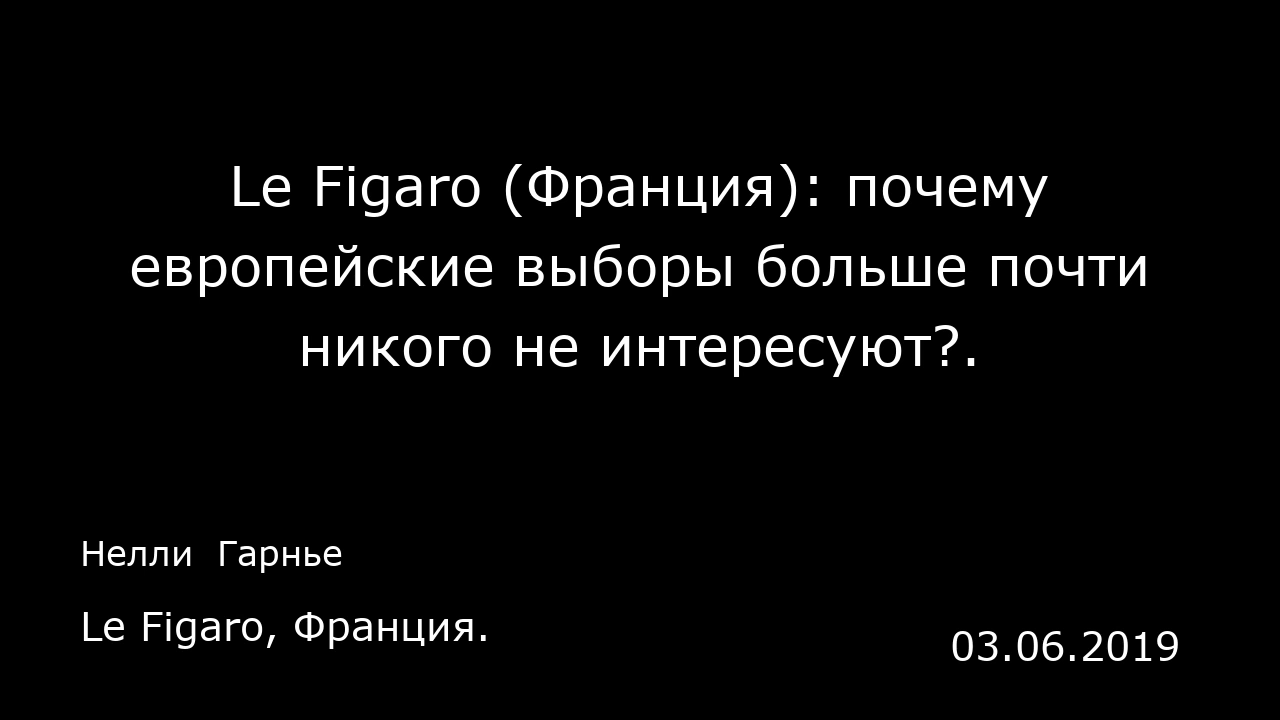 Le Figaro (Франция): почему
европейские выборы больше почти
никого не интересуют?.
Нелли  Гарнье
Le Figaro, Франция.
03.06.2019